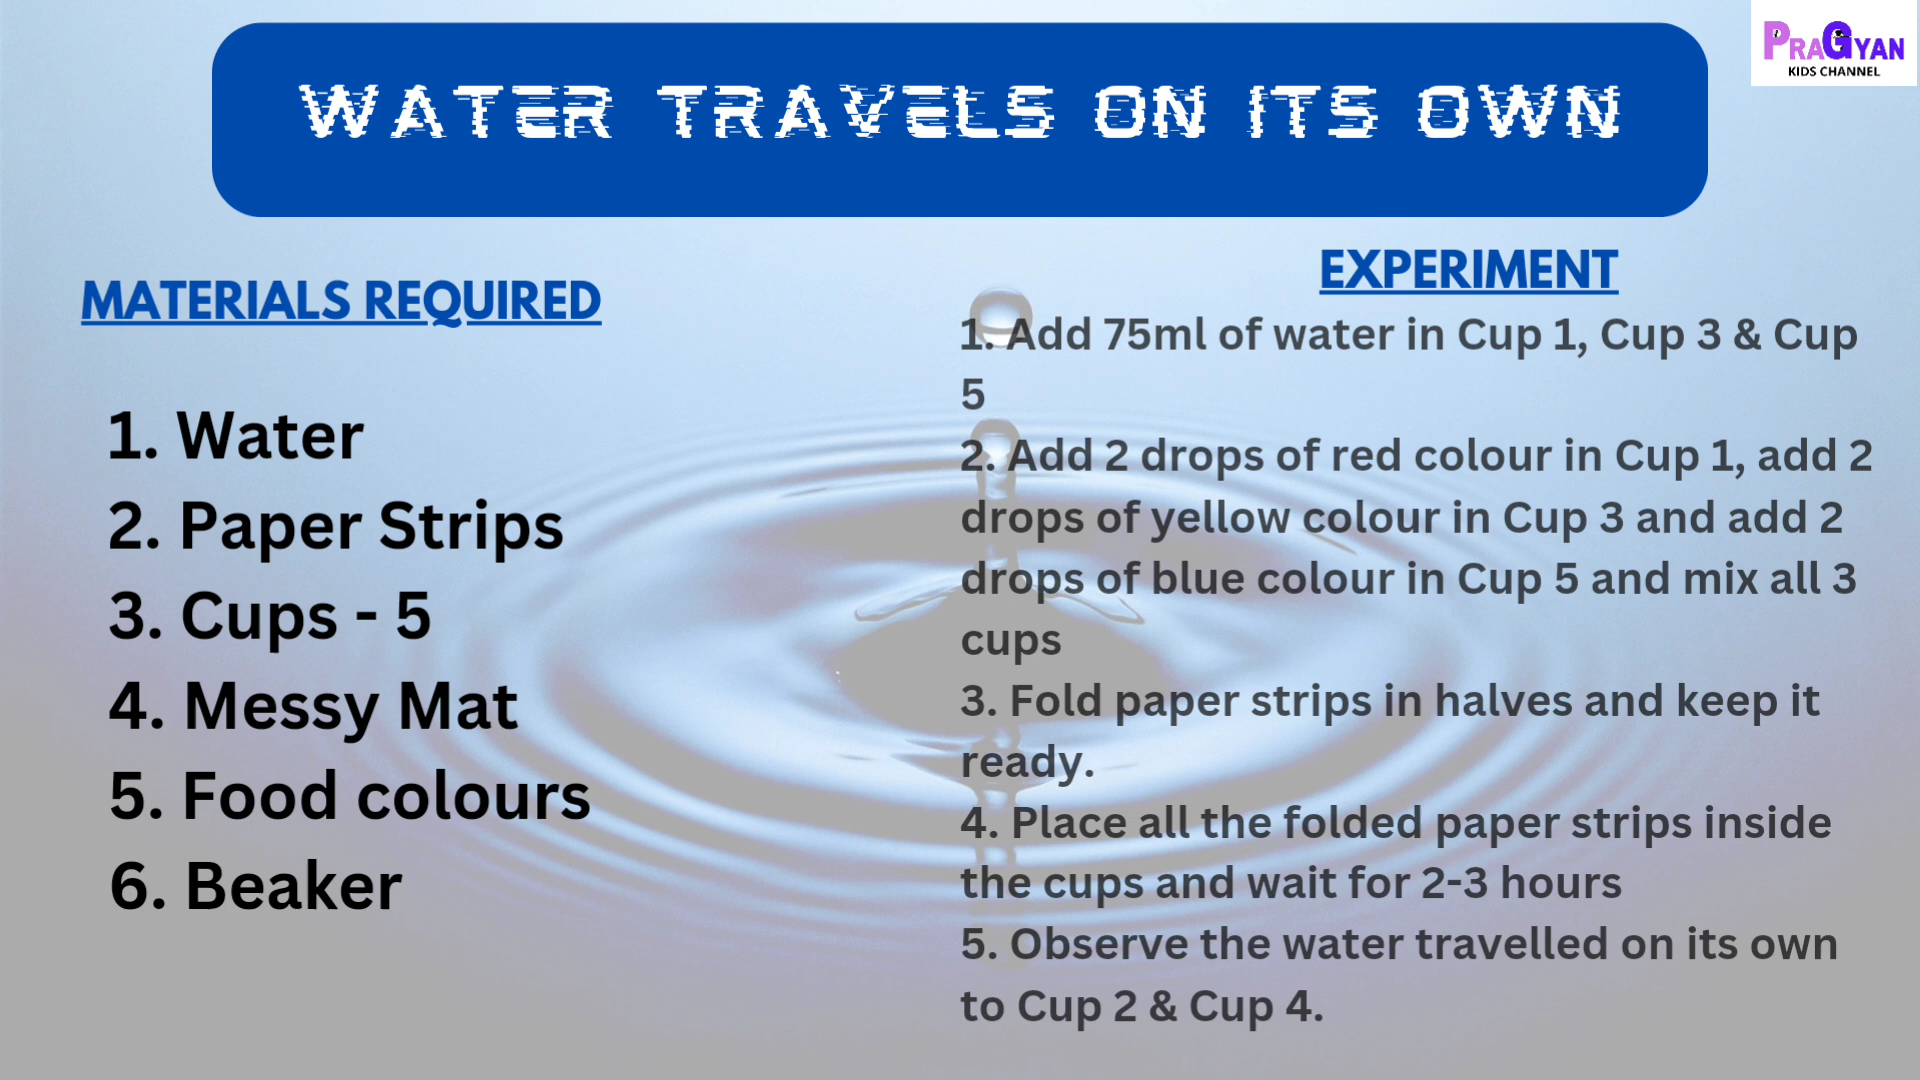 WATER TRAVELS ON ITS OWN
PRAGYAN
KIDS CHANNEL
MATERIALS REQUIRED
1. Water
2. Paper Strips
3. Cups - 5
4. Messy Mat
5. Food colours
6. Beaker
EXPERIMENT
1. Add 75ml of water in Cup 1, Cup 3 & Cup
5
2. Add 2 drops of red colour in Cup 1, add 2
drops of yellow colour in Cup 3 and add 2
drops of blue colour in Cup 5 and mix all 3
cups
3. Fold paper strips in halves and keep it
ready.
4. Place all the folded paper strips inside
the cups and wait for 2-3 hours
5. Observe the water travelled on its own
to Cup 2 & Cup 4.